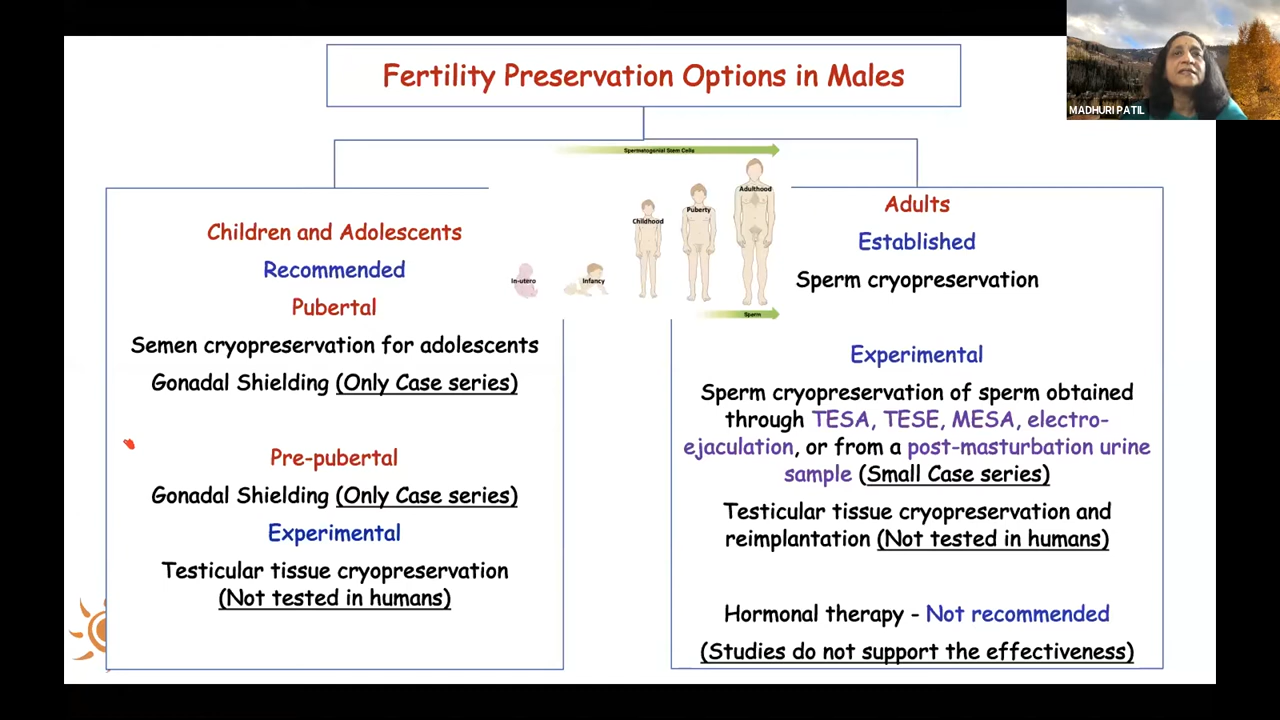 Fertility Preservation Options in Males
MADHURI PATIL
Spermatogonial Stem Cells
In-utero
Infancy
Childhood
Puberty
Adulthood
Sperm
Children and Adolescents
Recommended
Pubertal
Semen cryopreservation for adolescents
Gonadal Shielding (Only Case series)
Pre-pubertal
Gonadal Shielding (Only Case series)
Experimental
Testicular tissue cryopreservation
(Not tested in humans)
Adults
Established
Sperm cryopreservation
Experimental
Sperm cryopreservation of sperm obtained
through TESA, TESE, MESA, electro-
ejaculation, or from a post-masturbation urine
sample (Small Case series)
Testicular tissue cryopreservation and
reimplantation (Not tested in humans)
Hormonal therapy - Not recommended
(Studies do not support the effectiveness)